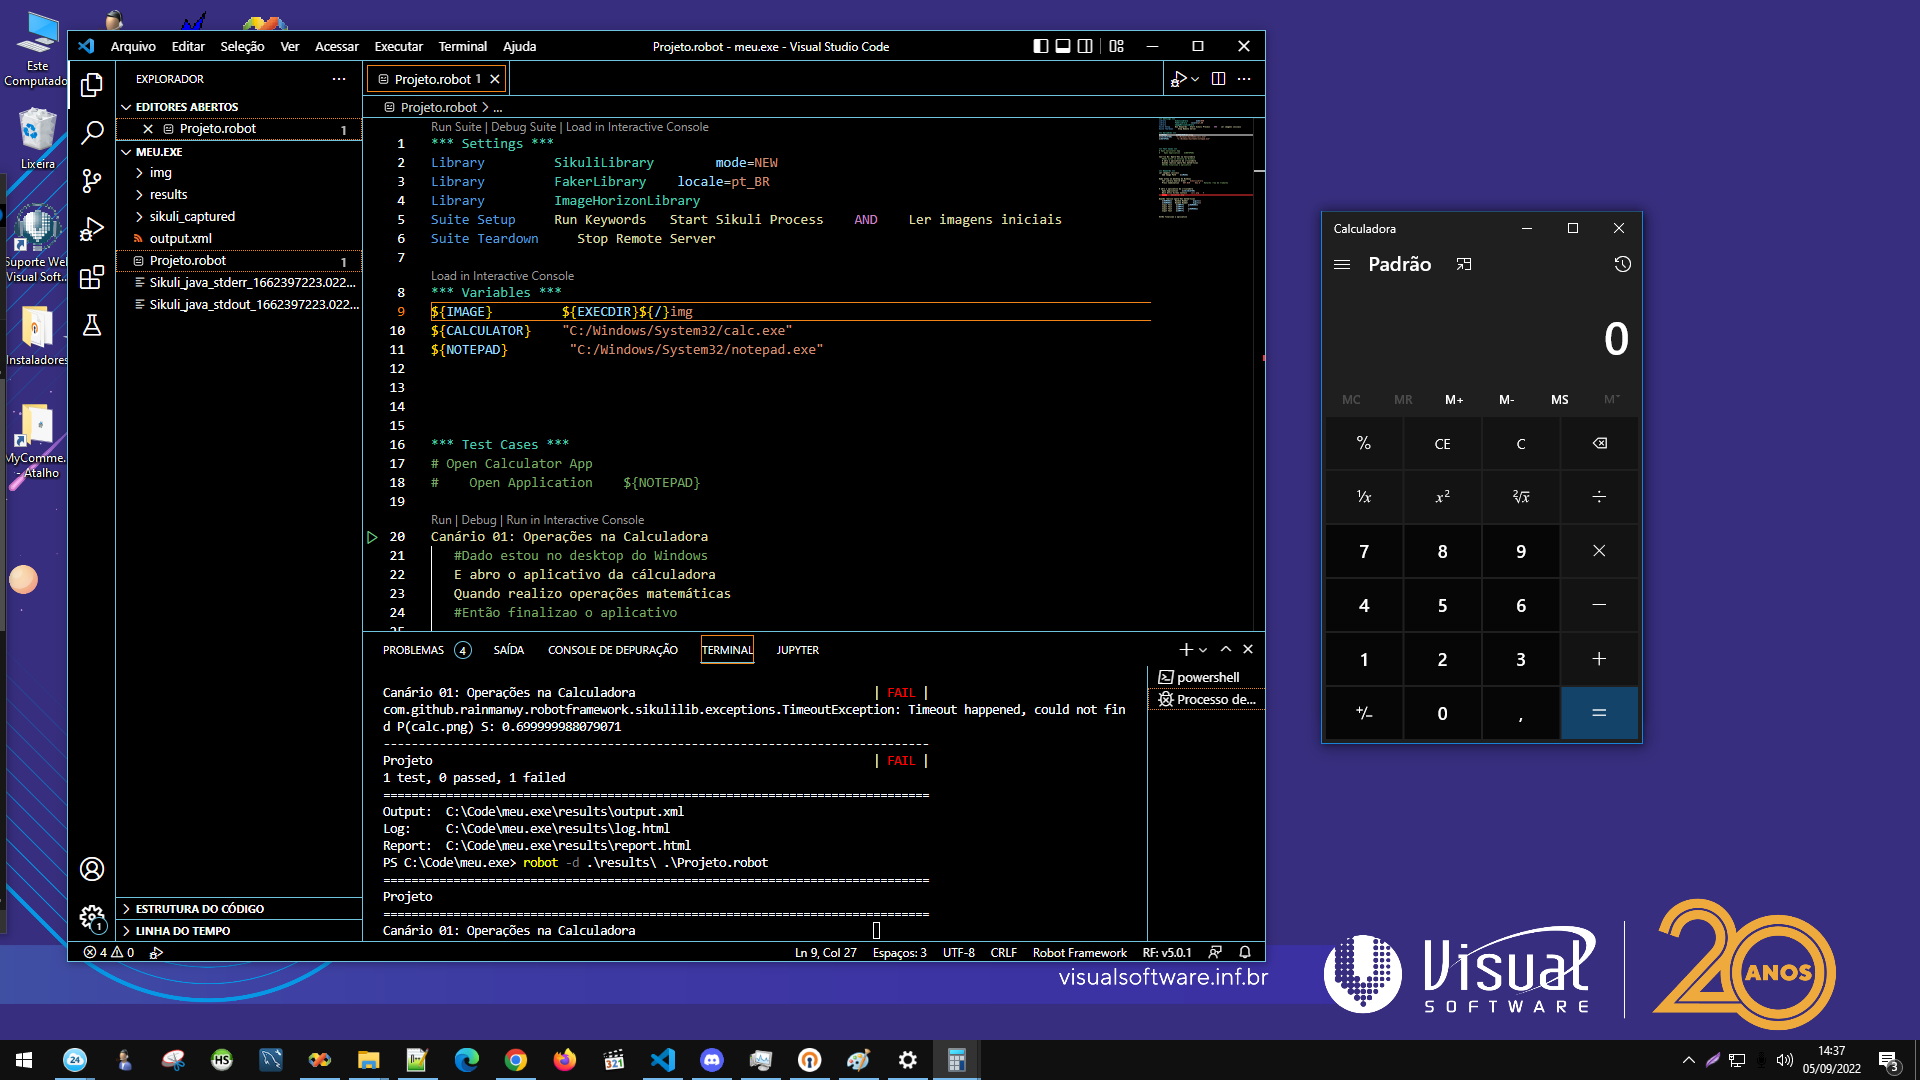 Este
Computado
Lixeira
Suporte We
Visual Soft...
Instaladores
MyComme...
- Atalho
Arquivo Editar Seleção Ver Acessar Executar Terminal Ajuda
Projeto.robot - meu.exe - Visual Studio Code
EXPLORADOR
EDITORES ABERTOS
Projeto.robot 1
MEU.EXE
img
results
sikuli_captured
output.xml
Projeto.robot 1
Sikuli_java_stderr_1662397223.022...
Sikuli_java_stdout_1662397223.022...
ESTRUTURA DO CÓDIGO
LINHA DO TEMPO
Projeto.robot 1
Projeto.robot > ...
Run Suite | Debug Suite | Load in Interactive Console
1 *** Settings ***
2 Library SikuliLibrary mode=NEW
3 Library FakerLibrary locale=pt_BR
4 Library ImageHorizonLibrary
5 Suite Setup Run Keywords Start Sikuli Process AND Ler imagens iniciais
6 Suite Teardown Stop Remote Server
7
Load in Interactive Console
8 *** Variables ***
9 ${IMAGE} ${EXECDIR}${/}img
10 ${CALCULATOR} "C:/Windows/System32/calc.exe"
11 ${NOTEPAD} "C:/Windows/System32/notepad.exe"
12
13
14
15
16 *** Test Cases ***
17 # Open Calculator App
18 # Open Application ${NOTEPAD}
19
Run | Debug | Run in Interactive Console
20 Canário 01: Operações na Calculadora
21 #Dado estou no desktop do Windows
22 E abro o aplicativo da cálculadora
23 Quando realizo operações matemáticas
24 #Então finalizao o aplicativo
PROBLEMAS 4 SAÍDA CONSOLE DE DEPURAÇÃO TERMINAL JUPYTER
powershell
Processo de...
Canário 01: Operações na Calculadora | FAIL |
com.github.rainmanwy.robotframework.sikulilib.exceptions.TimeoutException: Timeout happened, could not fin
d P(calc.png) S: 0.699999988079071
------------------------------------------------------------------------------
Projeto | FAIL |
1 test, 0 passed, 1 failed
==============================================================================
Output: C:\Code\meu.exe\results\output.xml
Log: C:\Code\meu.exe\results\log.html
Report: C:\Code\meu.exe\results\report.html
PS C:\Code\meu.exe> robot -d .\results\ .\Projeto.robot
==============================================================================
Projeto
==============================================================================
Canário 01: Operações na Calculadora
1
4 0
Ln 9, Col 27 Espaços: 3 UTF-8 CRLF Robot Framework RF: v5.0.1
Calculadora
Padrão
0
MC MR M+ M- MS M˅
% CE C
¹/x x² ²√x ÷
7 8 9 ×
4 5 6 −
1 2 3 +
+/− 0 , =
visualsoftware.inf.br
Visual
SOFTWARE
20 ANOS
24
HS
321
14:37
05/09/2022
3